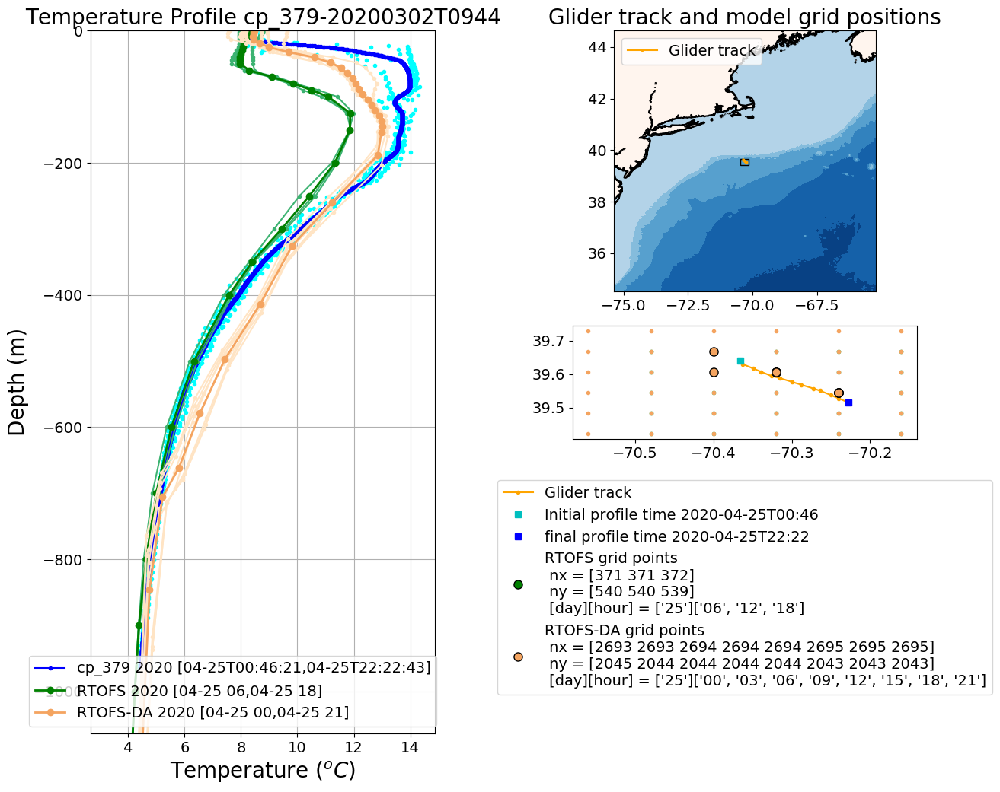 Temperature Profile cp_379-20200302T0944
0
−200
−400
−600
−800
−1000
Depth (m)
4 6 8 10 12 14
Temperature (°C)
cp_379 2020 [04-25T00:46:21,04-25T22:22:43]
RTOFS 2020 [04-25 06,04-25 18]
RTOFS-DA 2020 [04-25 00,04-25 21]
Glider track and model grid positions
Glider track
44
42
40
38
36
−75.0 −72.5 −70.0 −67.5
39.7
39.6
39.5
−70.5 −70.4 −70.3 −70.2
Glider track
Initial profile time 2020-04-25T00:46
final profile time 2020-04-25T22:22
RTOFS grid points
nx = [371 371 372]
ny = [540 540 539]
[day][hour] = ['25']['06', '12', '18']
RTOFS-DA grid points
nx = [2693 2693 2694 2694 2694 2695 2695 2695]
ny = [2045 2044 2044 2044 2044 2043 2043 2043]
[day][hour] = ['25']['00', '03', '06', '09', '12', '15', '18', '21']